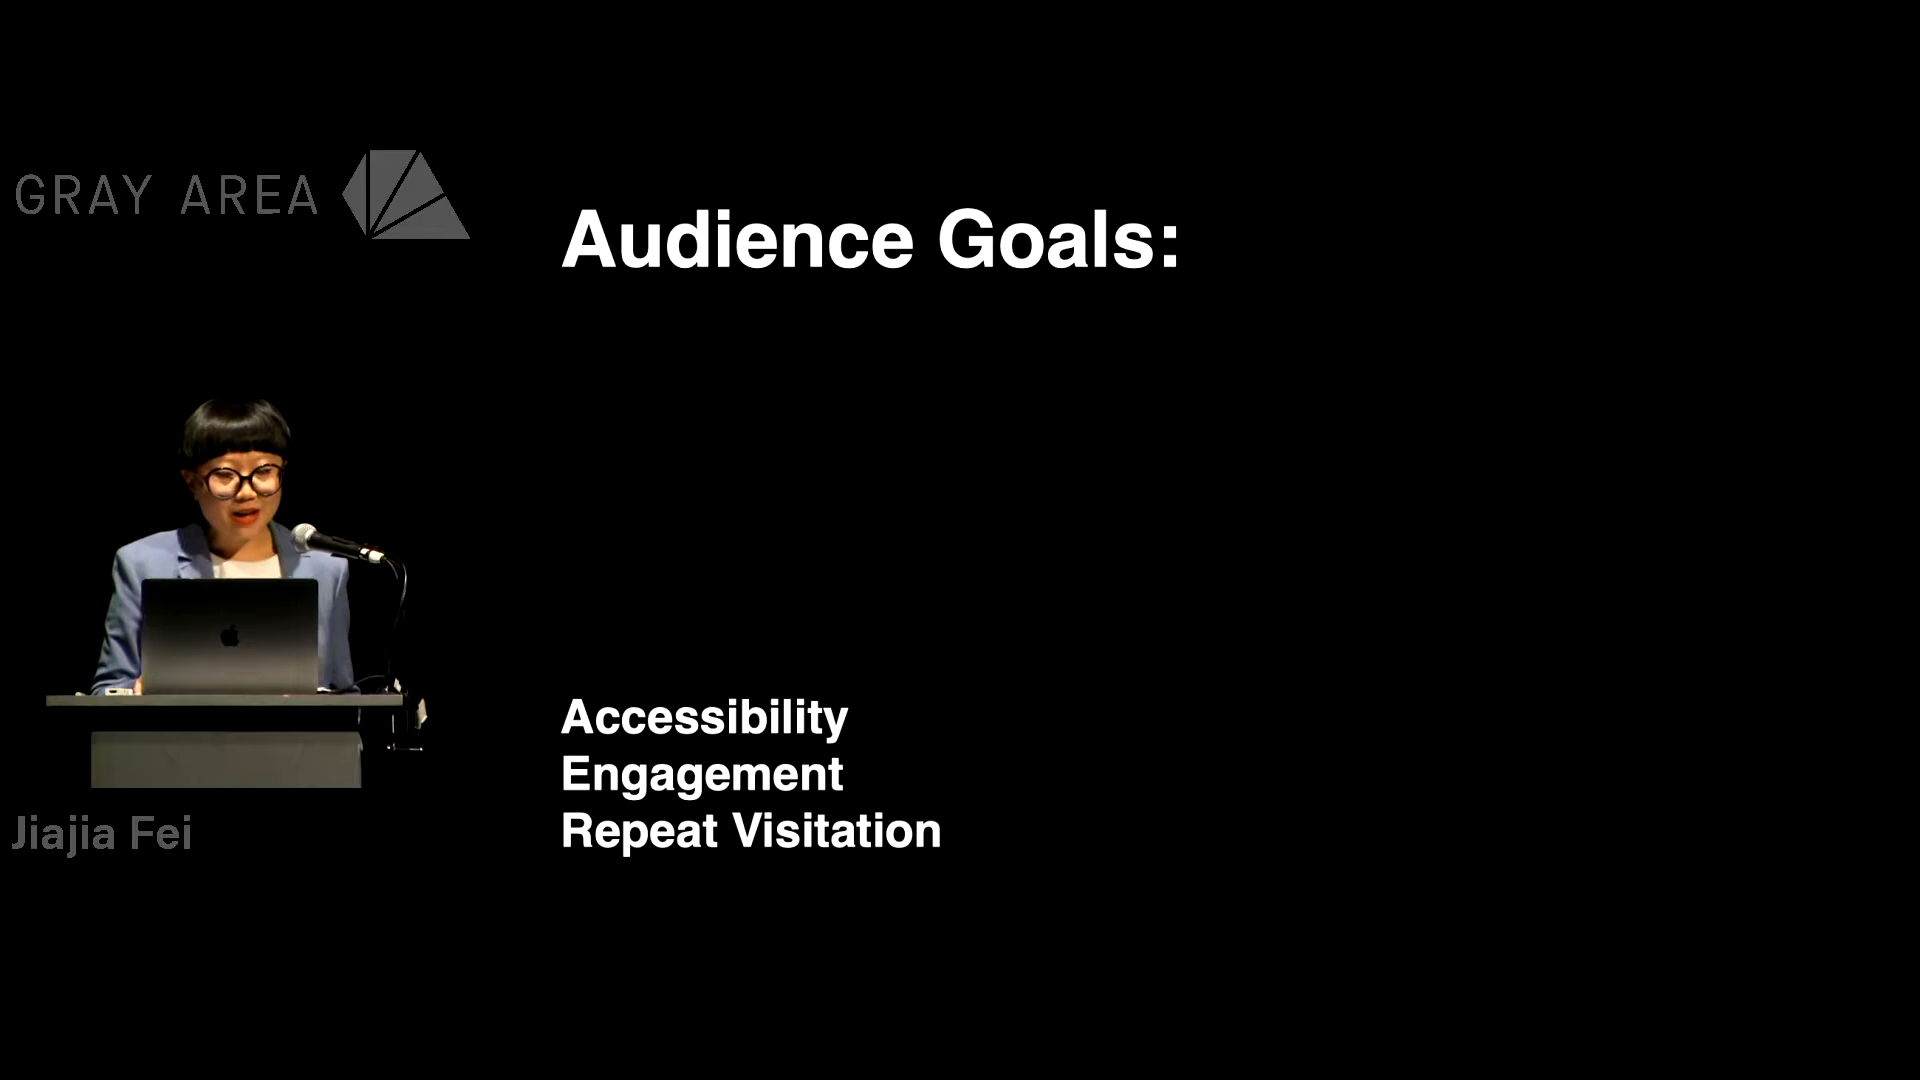 GRAY AREA
Audience Goals:
Accessibility
Engagement
Repeat Visitation
Jiajia Fei